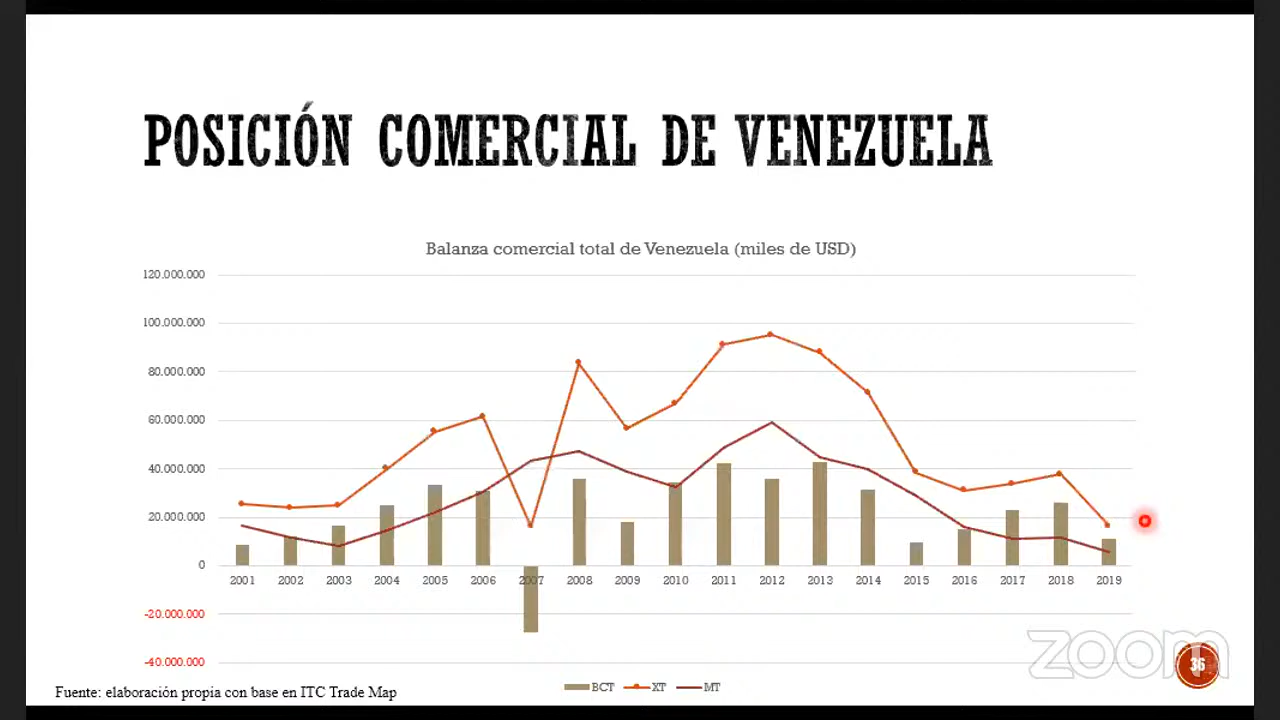 POSICIÓN COMERCIAL DE VENEZUELA
Balanza comercial total de Venezuela (miles de USD)
120.000.000
100.000.000
80.000.000
60.000.000
40.000.000
20.000.000
0
2001 2002 2003 2004 2005 2006 2007 2008 2009 2010 2011 2012 2013 2014 2015 2016 2017 2018 2019
-20.000.000
-40.000.000
BCT XT MT
Fuente: elaboración propia con base en ITC Trade Map
zoom
36